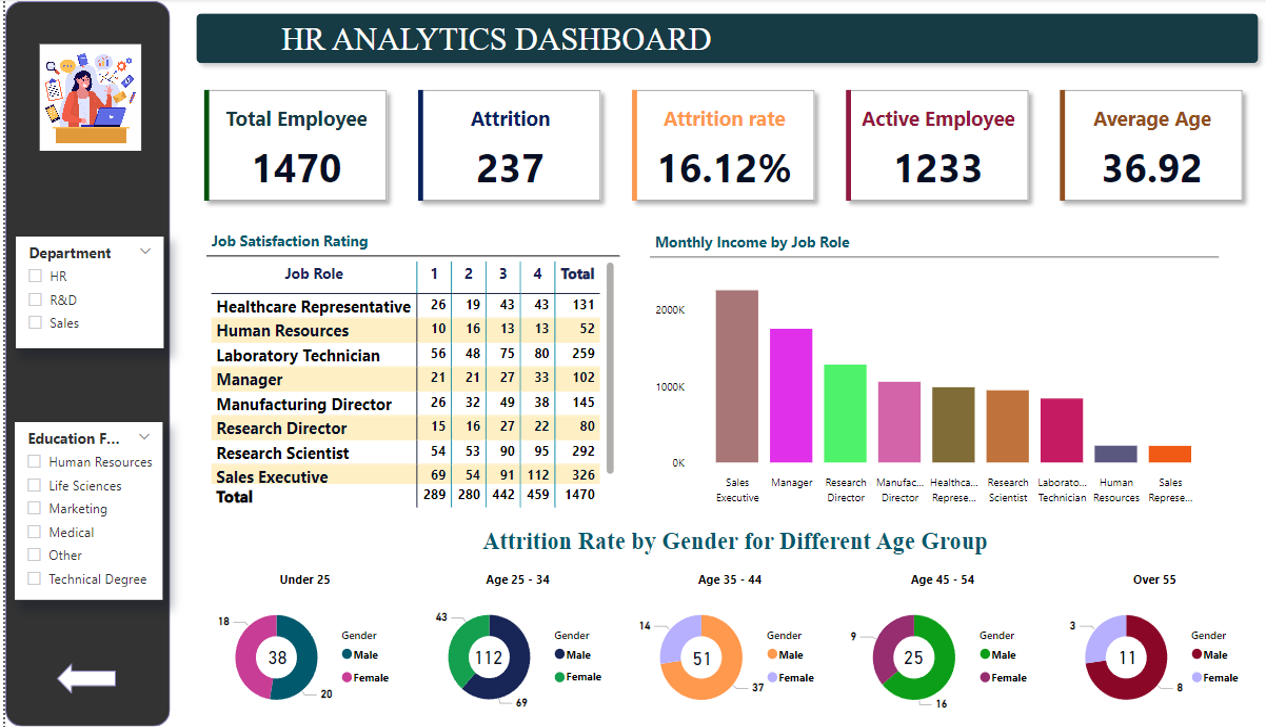 HR ANALYTICS DASHBOARD
Total Employee
1470
Attrition
237
Attrition rate
16.12%
Active Employee
1233
Average Age
36.92
Department
HR
R&D
Sales
Education F...
Human Resources
Life Sciences
Marketing
Medical
Other
Technical Degree
Job Satisfaction Rating
Job Role 1 2 3 4 Total
Healthcare Representative 26 19 43 43 131
Human Resources 10 16 13 13 52
Laboratory Technician 56 48 75 80 259
Manager 21 21 27 33 102
Manufacturing Director 26 32 49 38 145
Research Director 15 16 27 22 80
Research Scientist 54 53 90 95 292
Sales Executive 69 54 91 112 326
Total 289 280 442 459 1470
Monthly Income by Job Role
2000K
1000K
0K
Sales
Executive
Manager
Research
Director
Manufac...
Director
Healthca...
Represe...
Research
Scientist
Laborato...
Technician
Human
Resources
Sales
Represe...
Attrition Rate by Gender for Different Age Group
Under 25
18
38
20
Gender
Male
Female
Age 25 - 34
43
112
69
Gender
Male
Female
Age 35 - 44
14
51
37
Gender
Male
Female
Age 45 - 54
9
25
16
Gender
Male
Female
Over 55
3
11
8
Gender
Male
Female